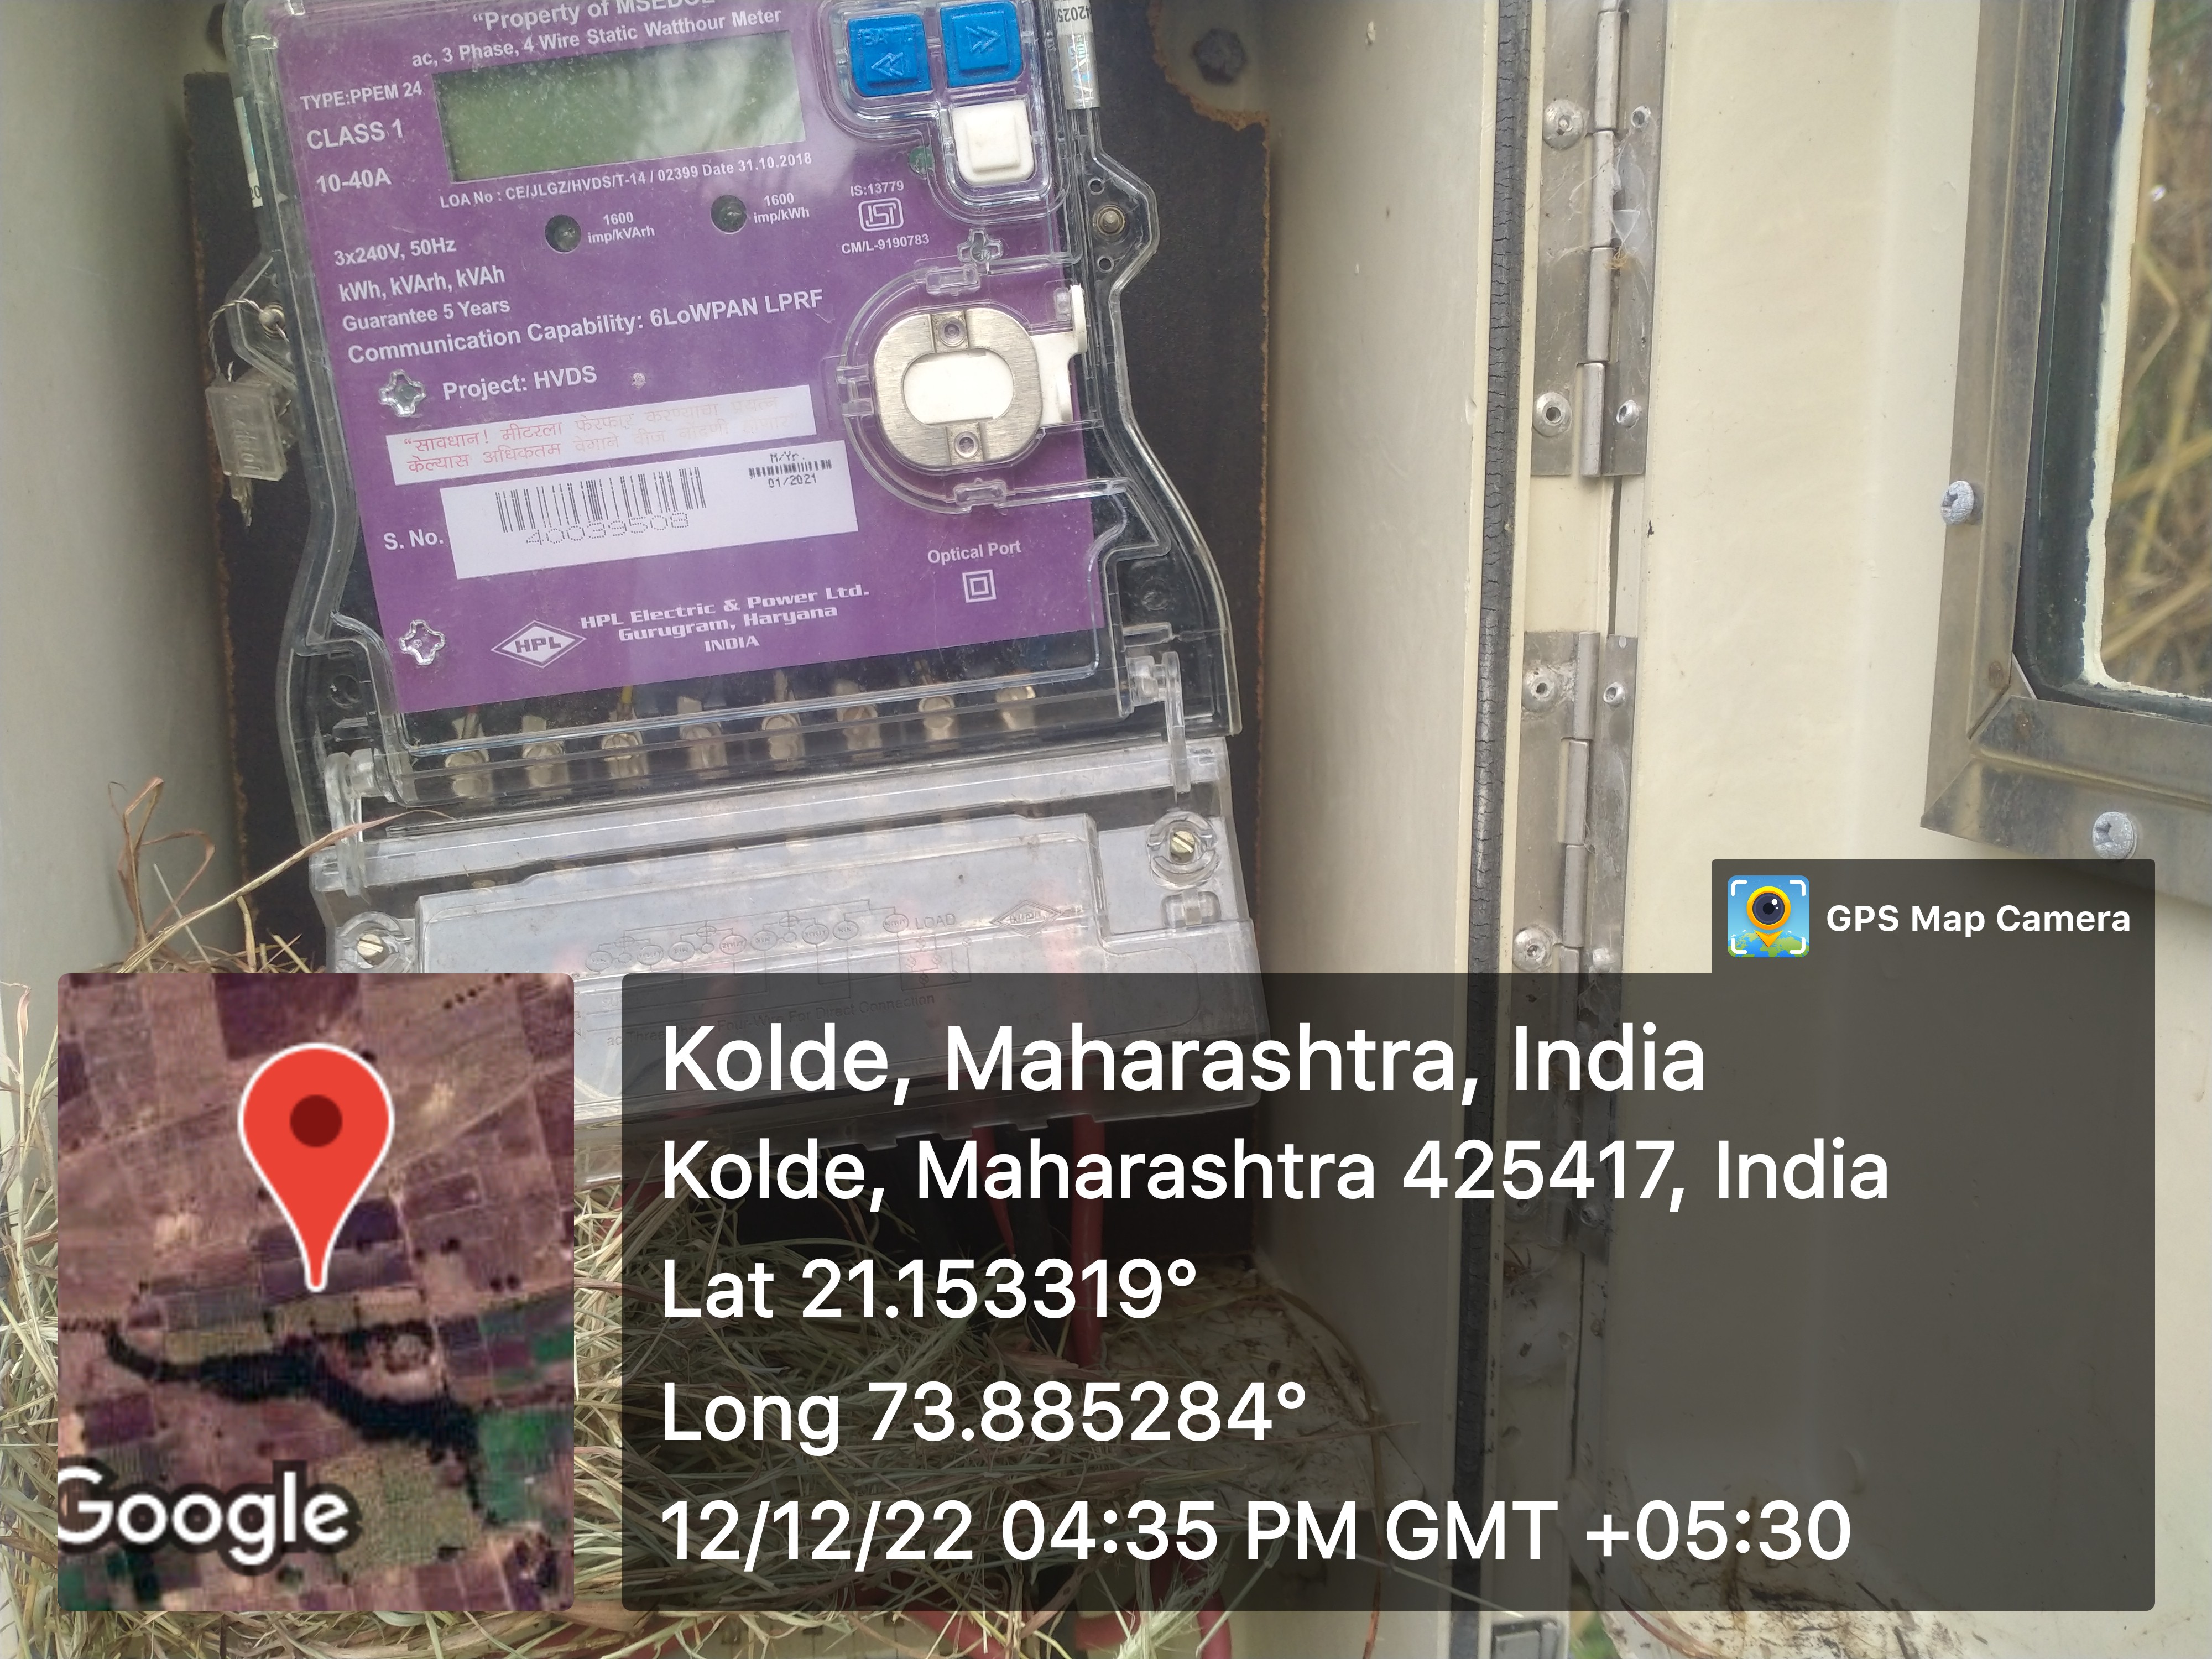 "Property of MSEDCL"
ac, 3 Phase, 4 Wire Static Watthour Meter
TYPE:PPEM 24
CLASS 1
10-40A
BATT
LOA No : CE/JLGZ/HVDS/T-14 / 02399 Date 31.10.2018
1600
imp/kVArh
1600
imp/kWh
IS:13779
ISI
CM/L-9190783
3x240V, 50Hz
kWh, kVArh, kVAh
Guarantee 5 Years
Communication Capability: 6LoWPAN LPRF
Project: HVDS
"सावधान! मीटरला फेरफार करण्याचा प्रयत्न
केल्यास अधिकतम वेगाने वीज नोंदणी
M/Yr.
01/2021
S. No.
40039508
Optical Port
HPL
HPL Electric & Power Ltd.
Gurugram, Haryana
INDIA
LOAD
For Direct Connection
GPS Map Camera
Kolde, Maharashtra, India
Kolde, Maharashtra 425417, India
Lat 21.153319°
Long 73.885284°
12/12/22 04:35 PM GMT +05:30
Google